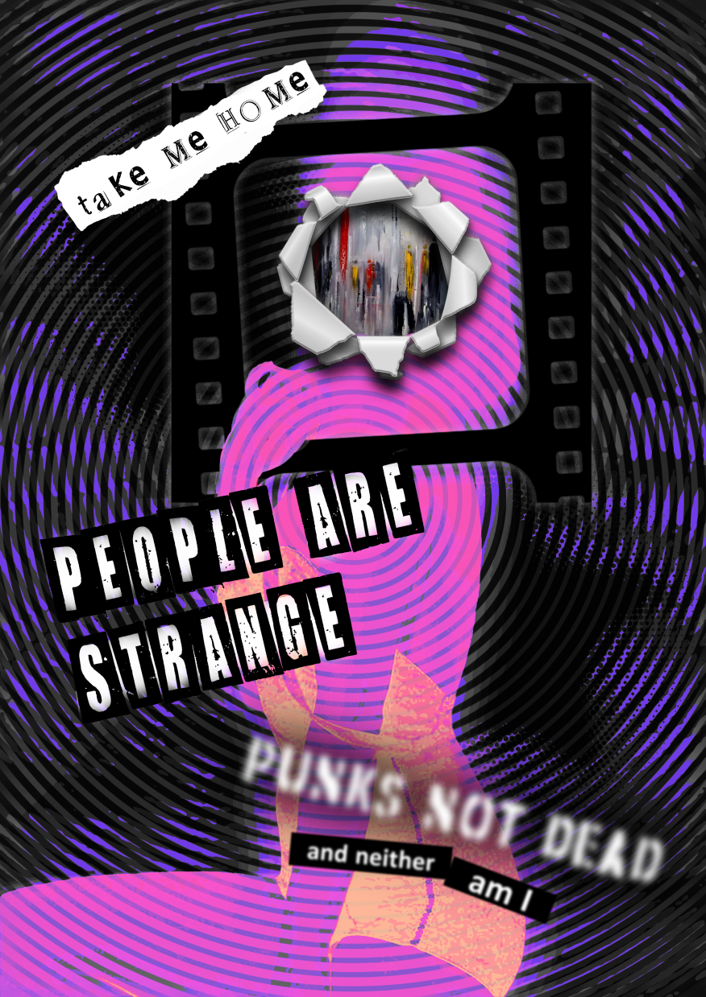 taKe Me HOMe
PEOPLE ARE
STRANGE
PUNKS NOT DEAD
and neither
am I